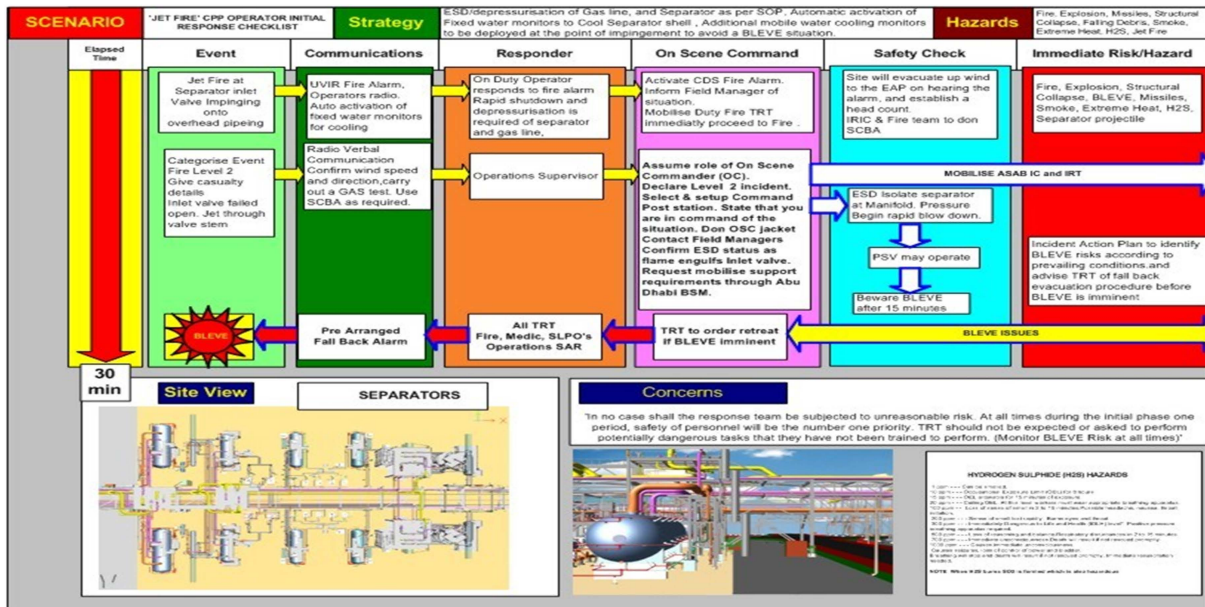 SCENARIO
'JET FIRE' CPP OPERATOR INITIAL
RESPONSE CHECKLIST
Strategy
ESD/depressurisation of Gas line, and Separator as per SOP, Automatic activation of
Fixed water monitors to Cool Separator shell , Additional mobile water cooling monitors
to be deployed at the point of impingement to avoid a BLEVE situation.
Hazards
Fire, Explosion, Missiles, Structural
Collapse, Falling Debris, Smoke,
Extreme Heat, H2S, Jet Fire
Elapsed
Time
Event
Communications
Responder
On Scene Command
Safety Check
Immediate Risk/Hazard
Jet Fire at
Separator inlet
Valve Impinging
onto
overhead pipeing
UVIR Fire Alarm,
Operators radio.
Auto activation of
fixed water monitors
for cooling
On Duty Operator
responds to fire alarm
Rapid shutdown and
depressurisation is
required of separator
and gas line,
Activate CDS Fire Alarm.
Inform Field Manager of
situation.
Mobilise Duty Fire TRT
immediatly proceed to Fire .
Site will evacuate up wind
to the EAP on hearing the
alarm, and establish a
head count.
IRIC & Fire team to don
SCBA
Fire, Explosion, Structural
Collapse, BLEVE, Missiles,
Smoke, Extreme Heat, H2S,
Separator projectile
Categorise Event
Fire Level 2
Give casualty
details
Inlet valve failed
open. Jet through
valve stem
Radio Verbal
Communication
Confirm wind speed
and direction,carry
out a GAS test. Use
SCBA as required.
Operations Supervisor
Assume role of On Scene
Commander (OC).
Declare Level 2 incident.
Select & setup Command
Post station. State that you
are in command of the
situation. Don OSC jacket
Contact Field Managers
Confirm ESD status as
flame engulfs Inlet valve.
Request mobilise support
requirements through Abu
Dhabi BSM.
MOBILISE ASAB IC and IRT
ESD Isolate separator
at Manifold. Pressure
Begin rapid blow down.
PSV may operate
Beware BLEVE
after 15 minutes
Incident Action Plan to identify
BLEVE risks according to
prevailing conditions,and
advise TRT of fall back
evacuation procedure before
BLEVE is imminent
BLEVE
Pre Arranged
Fall Back Alarm
All TRT
Fire, Medic, SLPO's
Operations SAR
TRT to order retreat
If BLEVE imminent
BLEVE ISSUES
30
min
Site View
SEPARATORS
Concerns
"In no case shall the response team be subjected to unreasonable risk. At all times during the initial phase one
period, safety of personnel will be the number one priority. TRT should not be expected or asked to perform
potentially dangerous tasks that they have not been trained to perform. (Monitor BLEVE Risk at all times)"
HYDROGEN SULPHIDE (H2S) HAZARDS